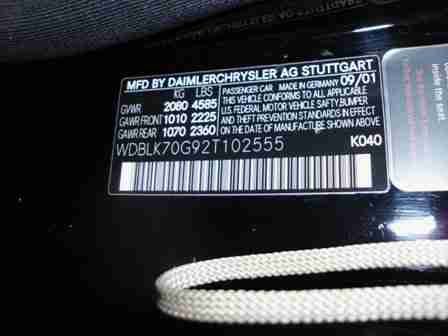 MFD BY DAIMLERCHRYSLER AG STUTTGART
KG LBS PASSENGER CAR MADE IN GERMANY 09/01
GVWR 2080 4585 THIS VEHICLE CONFORMS TO ALL APPLICABLE
GAWR FRONT 1010 2225 U.S. FEDERAL MOTOR VEHICLE SAFTY,BUMPER
GAWR REAR 1070 2360 AND THEFT PREVENTION STANDARDS IN EFFECT ON THE
DATE OF MANUFACTURE SHOWN ABOVE
WDBLK70G92T102555 K040
inside the